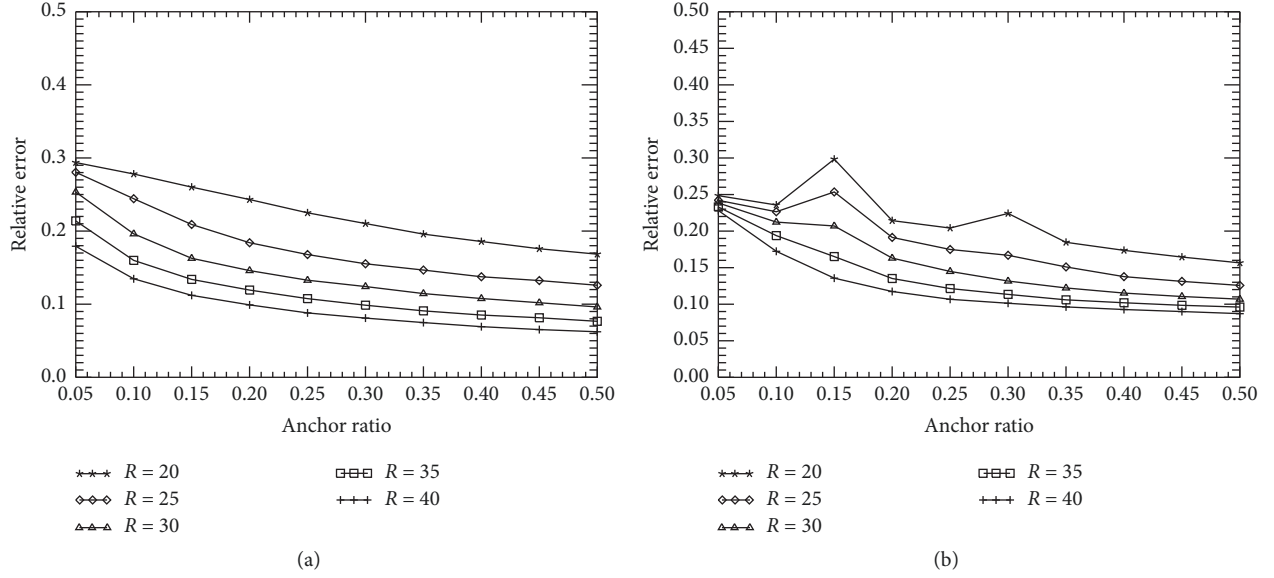 0.5
0.4
0.3
0.2
0.1
0.0
Relative error
0.05 0.10 0.15 0.20 0.25 0.30 0.35 0.40 0.45 0.50
Anchor ratio
R = 20
R = 25
R = 30
R = 35
R = 40
(a)
0.50
0.45
0.40
0.35
0.30
0.25
0.20
0.15
0.10
0.05
0.00
Relative error
0.05 0.10 0.15 0.20 0.25 0.30 0.35 0.40 0.45 0.50
Anchor ratio
R = 20
R = 25
R = 30
R = 35
R = 40
(b)